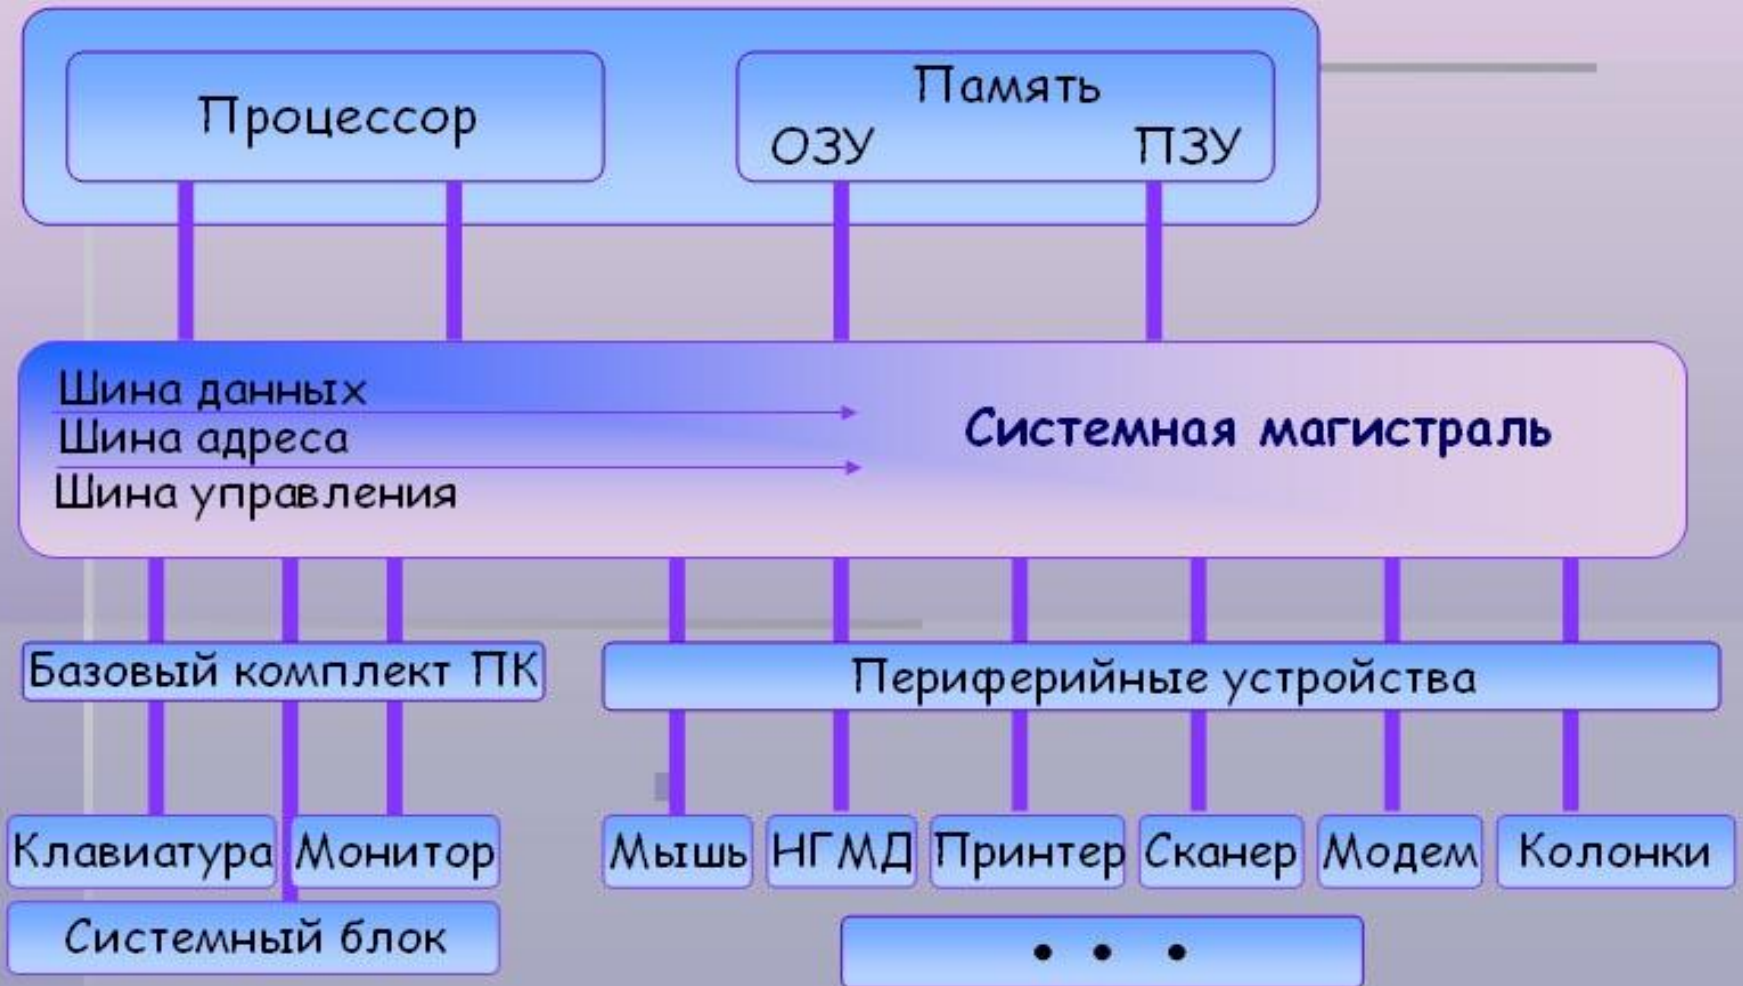 Процессор
Память
ОЗУ ПЗУ
Шина данных
Шина адреса
Шина управления
Системная магистраль
Базовый комплект ПК
Периферийные устройства
Клавиатура
Монитор
Мышь
НГМД
Принтер
Сканер
Модем
Колонки
Системный блок
• • •